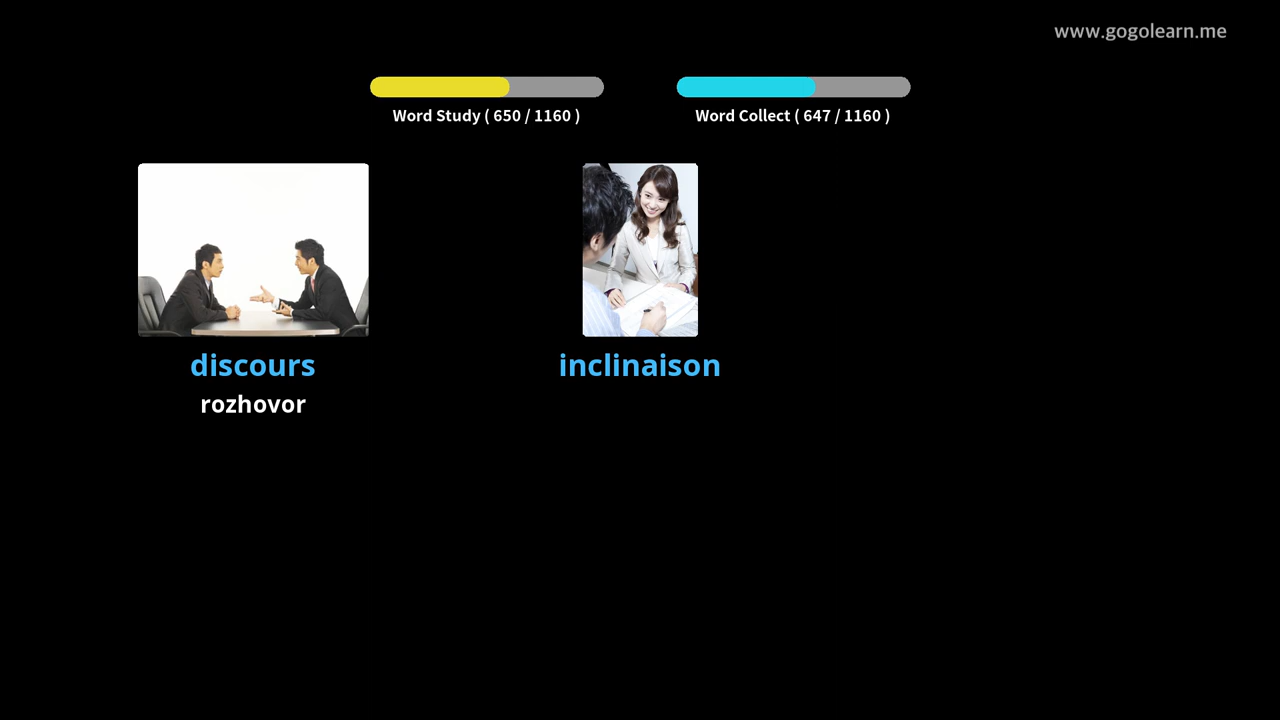 www.gogolearn.me
Word Study ( 650 / 1160 )
Word Collect ( 647 / 1160 )
discours
rozhovor
inclinaison